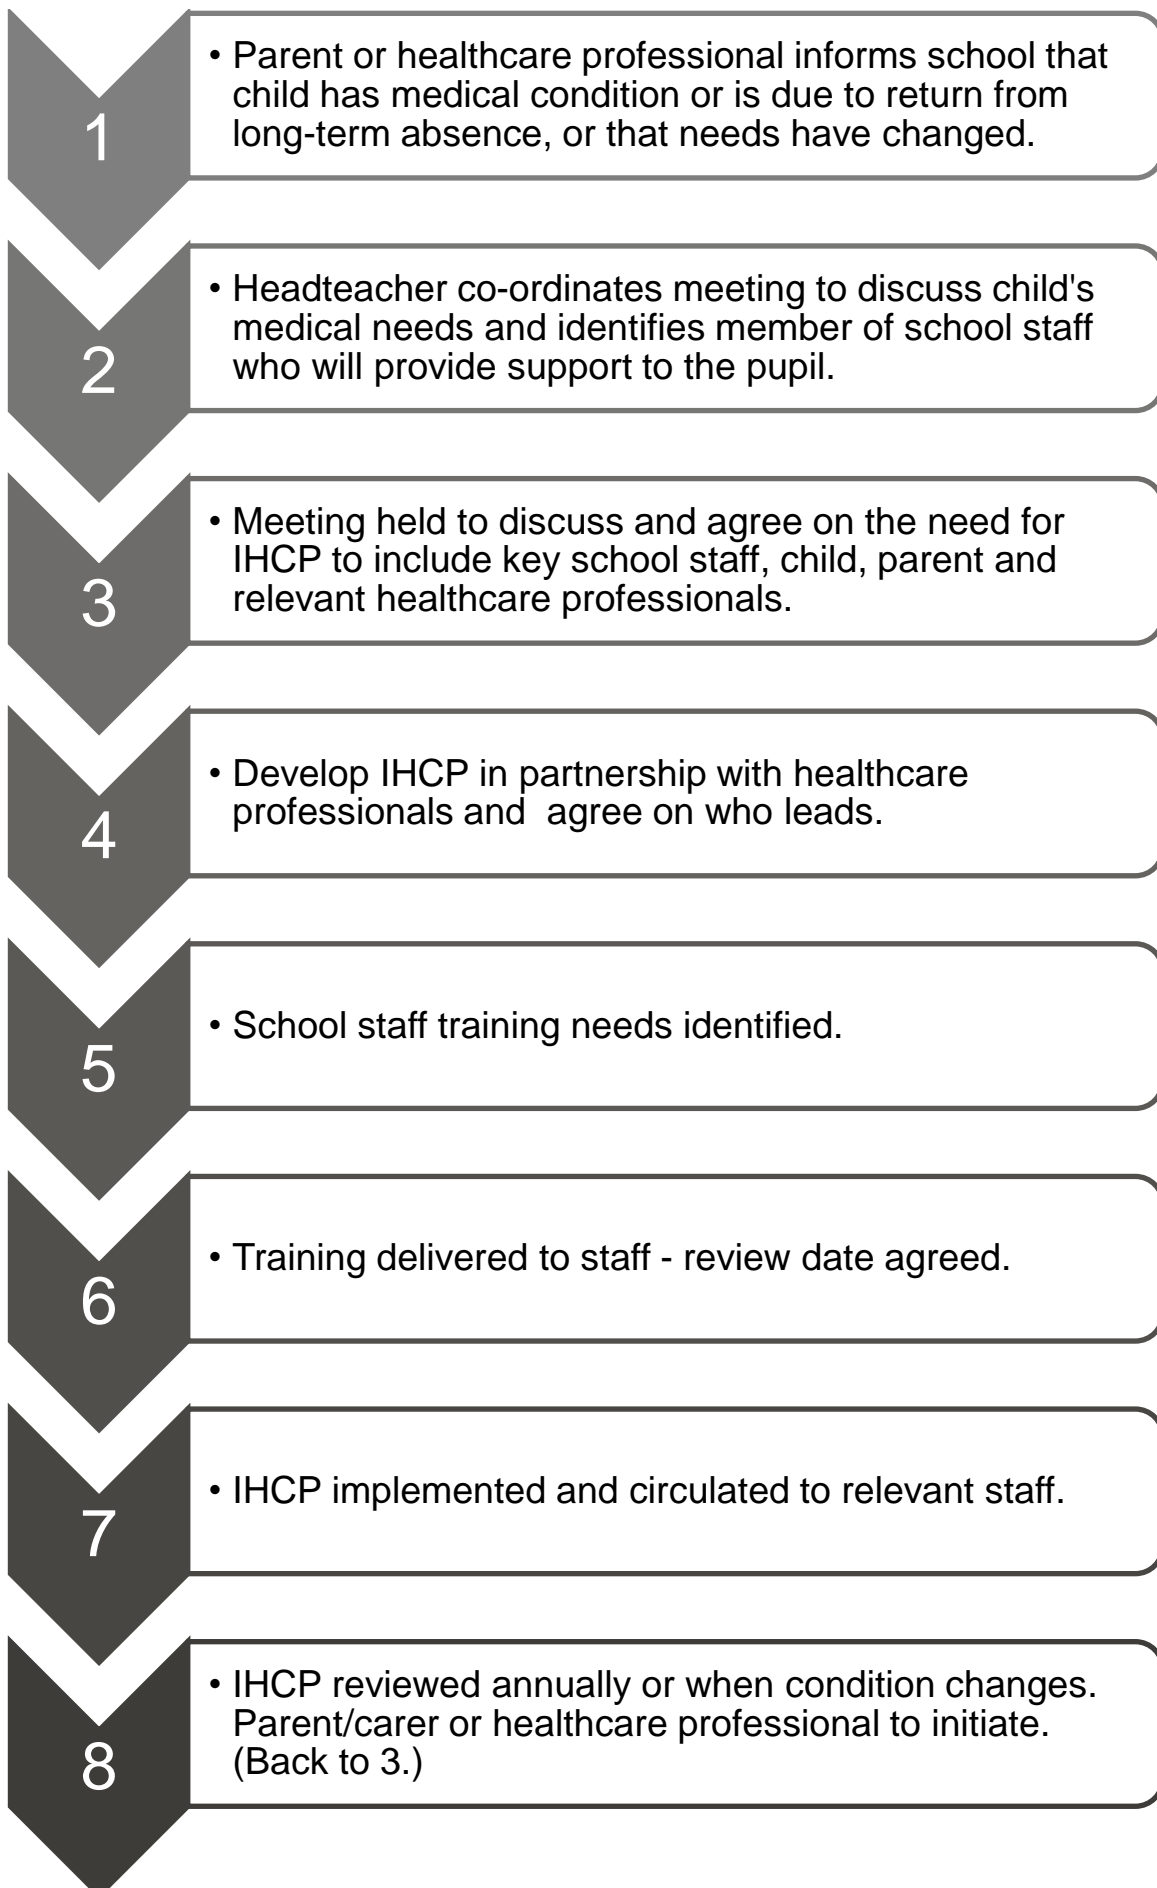 1
• Parent or healthcare professional informs school that
child has medical condition or is due to return from
long-term absence, or that needs have changed.
2
• Headteacher co-ordinates meeting to discuss child's
medical needs and identifies member of school staff
who will provide support to the pupil.
3
• Meeting held to discuss and agree on the need for
IHCP to include key school staff, child, parent and
relevant healthcare professionals.
4
• Develop IHCP in partnership with healthcare
professionals and  agree on who leads.
5
• School staff training needs identified.
6
• Training delivered to staff - review date agreed.
7
• IHCP implemented and circulated to relevant staff.
8
• IHCP reviewed annually or when condition changes.
Parent/carer or healthcare professional to initiate.
(Back to 3.)